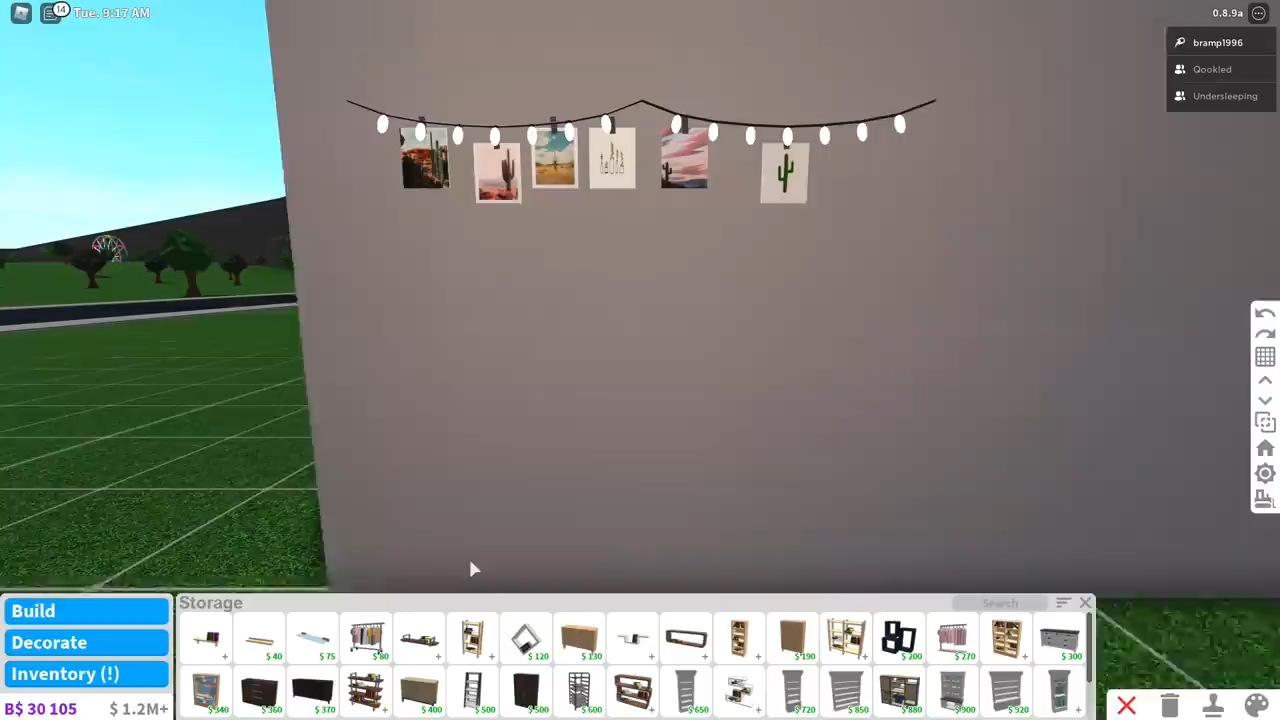 14
Tue. 9:17 AM
0.8.9a
bramp1996
Qookled
Undersleeping
Build
Decorate
Inventory (!)
B$ 30 105
$ 1.2M+
Storage
Search
+
$ 40
$ 75
$ 80
+
+
$ 120
$ 130
+
+
+
$ 190
+
$ 200
$ 270
+
$ 300
$ 340
$ 360
$ 370
+
$ 400
$ 500
$ 500
$ 600
+
$ 650
+
$ 720
$ 850
$ 880
$ 900
$ 920
+